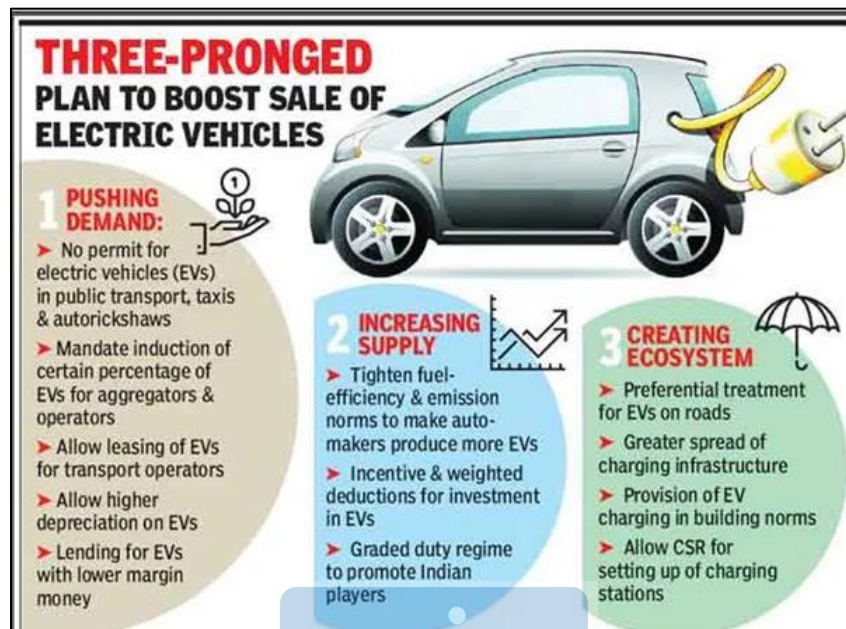 THREE-PRONGED
PLAN TO BOOST SALE OF
ELECTRIC VEHICLES
1 PUSHING
DEMAND:
1
➤ No permit for
electric vehicles (EVs)
in public transport, taxis
& autorickshaws
➤ Mandate induction of
certain percentage of
EVs for aggregators &
operators
➤ Allow leasing of EVs
for transport operators
➤ Allow higher
depreciation on EVs
➤ Lending for EVs
with lower margin
money
2 INCREASING
SUPPLY
➤ Tighten fuel-
efficiency & emission
norms to make auto-
makers produce more EVs
➤ Incentive & weighted
deductions for investment
in EVs
➤ Graded duty regime
to promote Indian
players
3 CREATING
ECOSYSTEM
➤ Preferential treatment
for EVs on roads
➤ Greater spread of
charging infrastructure
➤ Provision of EV
charging in building norms
➤ Allow CSR for
setting up of charging
stations